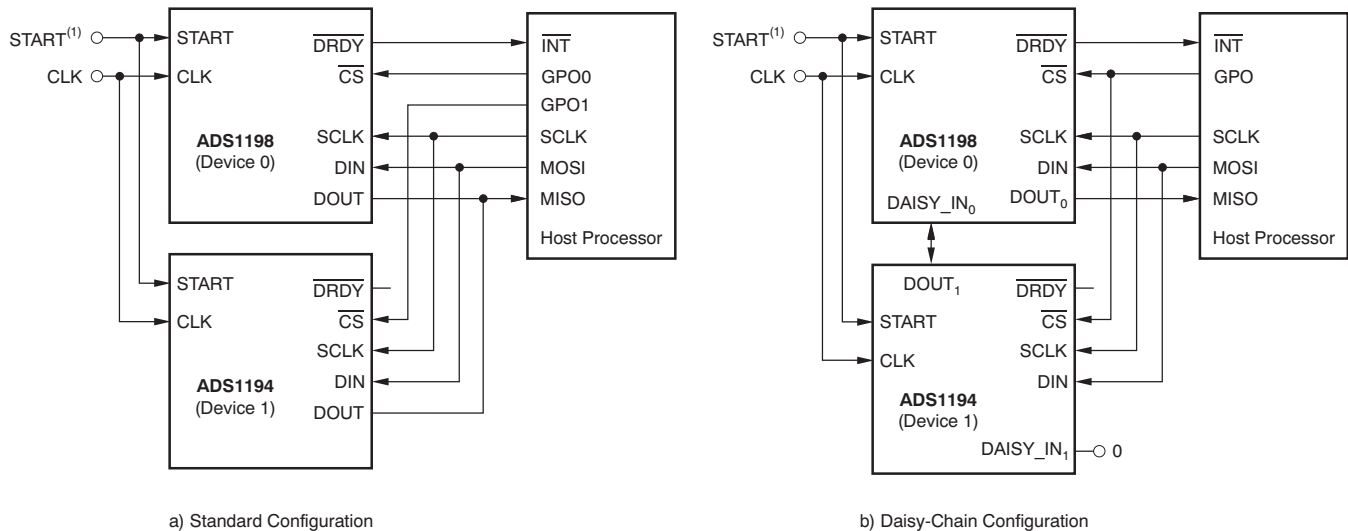 START(1)
CLK
START
CLK
DRDY
CS
SCLK
DIN
DOUT
ADS1198
(Device 0)
INT
GPO0
GPO1
SCLK
MOSI
MISO
Host Processor
START
CLK
DRDY
CS
SCLK
DIN
DOUT
ADS1194
(Device 1)
a) Standard Configuration
START(1)
CLK
START
CLK
DRDY
CS
SCLK
DIN
DOUT0
DAISY_IN0
ADS1198
(Device 0)
INT
GPO
SCLK
MOSI
MISO
Host Processor
DOUT1
START
CLK
DRDY
CS
SCLK
DIN
ADS1194
(Device 1)
DAISY_IN1
0
b) Daisy-Chain Configuration